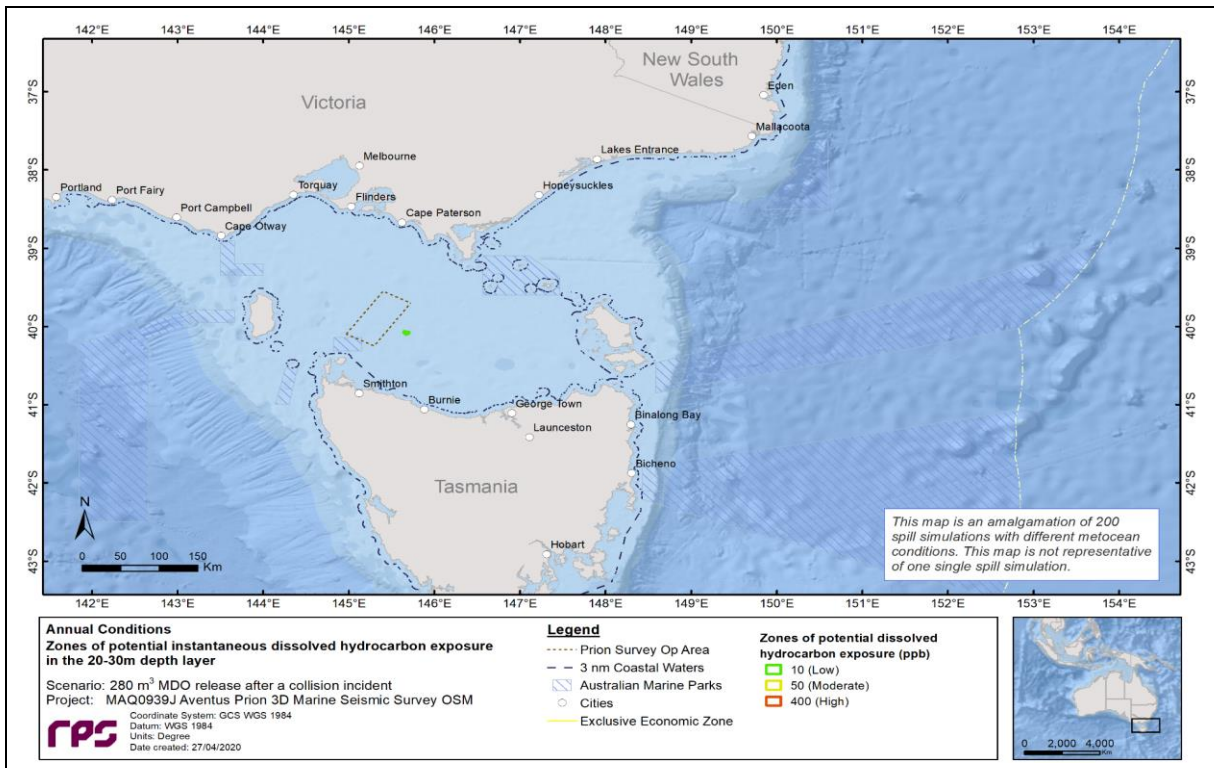 142°E 143°E 144°E 145°E 146°E 147°E 148°E 149°E 150°E 151°E 152°E 153°E 154°E
New South
Wales
Eden
37°S 37°S
Victoria
Mallacoota
Melbourne
Lakes Entrance
38°S 38°S
Portland
Port Fairy
Torquay
Flinders
Honeysuckles
Port Campbell
Cape Paterson
Cape Otway
39°S 39°S
40°S 40°S
Smithton
Burnie
George Town
41°S 41°S
Binalong Bay
Launceston
Bicheno
42°S 42°S
Tasmania
N
Hobart
43°S 43°S
0 50 100 150
Km
This map is an amalgamation of 200
spill simulations with different metocean
conditions. This map is not representative
of one single spill simulation.
142°E 143°E 144°E 145°E 146°E 147°E 148°E 149°E 150°E 151°E 152°E 153°E 154°E
Annual Conditions
Zones of potential instantaneous dissolved hydrocarbon exposure
in the 20-30m depth layer
Scenario: 280 m³ MDO release after a collision incident
Project: MAQ0939J Aventus Prion 3D Marine Seismic Survey OSM
rps
Coordinate System: GCS WGS 1984
Datum: WGS 1984
Units: Degree
Date created: 27/04/2020
Legend
Prion Survey Op Area
3 nm Coastal Waters
Australian Marine Parks
Cities
Exclusive Economic Zone
Zones of potential dissolved
hydrocarbon exposure (ppb)
10 (Low)
50 (Moderate)
400 (High)
0 2,000 4,000
Km